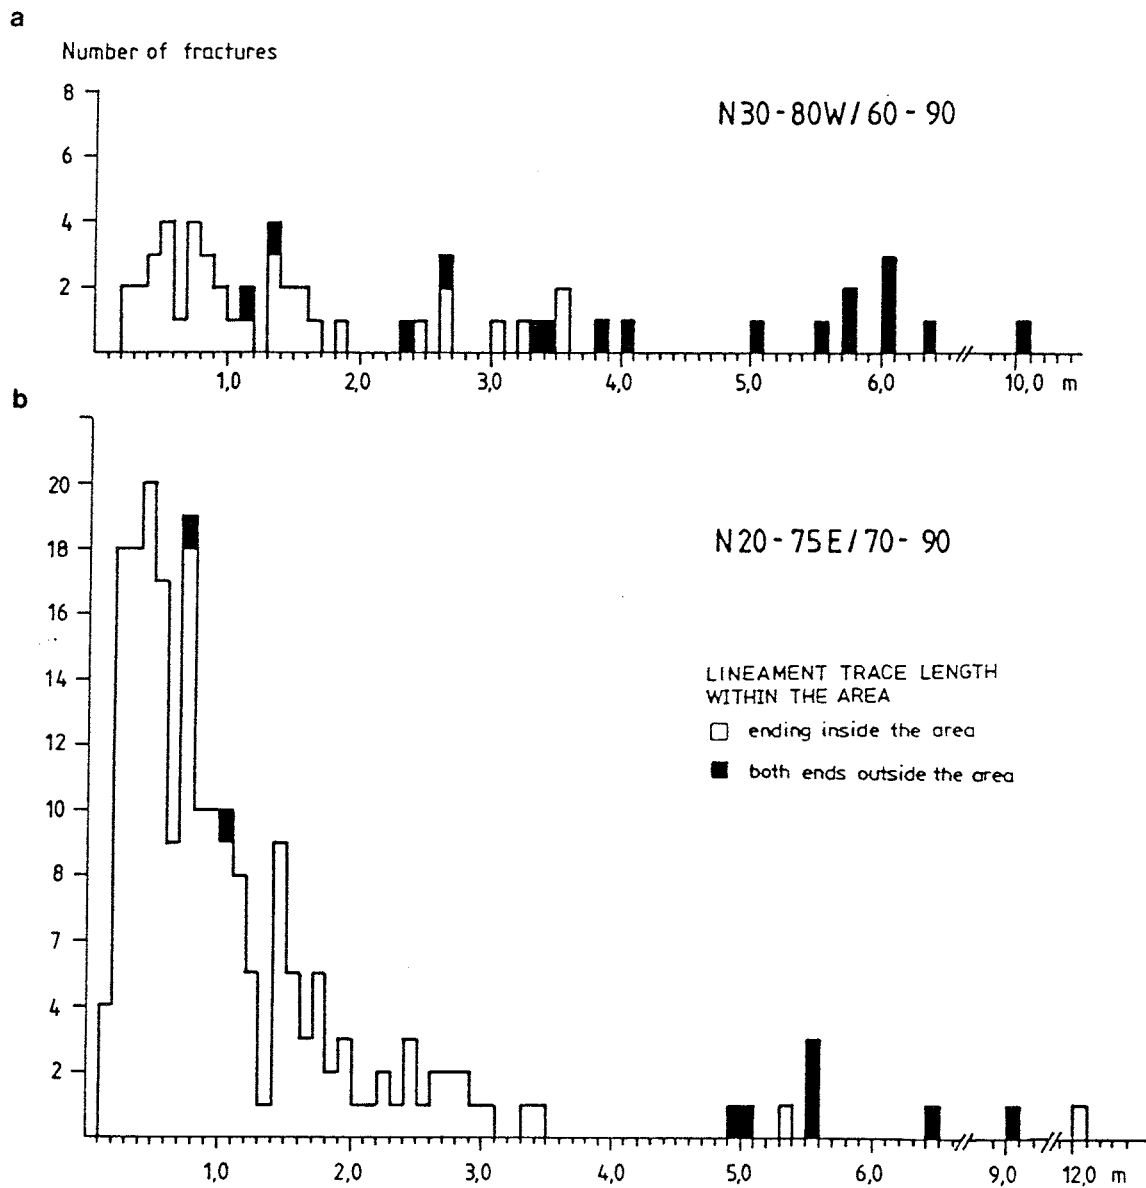 a
Number of fractures
N30-80W/60-90
8
6
4
2
1,0 2,0 3,0 4,0 5,0 6,0 10,0 m
b
20
18
16
14
12
10
8
7
4
2
N20-75E/70-90
LINEAMENT TRACE LENGTH
WITHIN THE AREA
ending inside the area
both ends outside the area
1,0 2,0 3,0 4,0 5,0 6,0 9,0 12,0 m